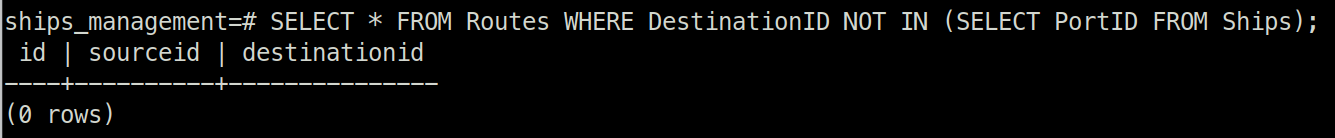 ships_management=# SELECT * FROM Routes WHERE DestinationID NOT IN (SELECT PortID FROM Ships);
 id | sourceid | destinationid
----+----------+---------------
(0 rows)